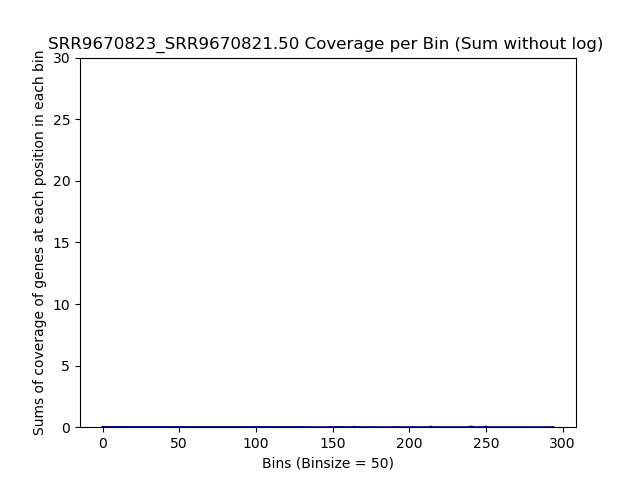 SRR9670823_SRR9670821.50 Coverage per Bin (Sum without log)
Sums of coverage of genes at each position in each bin
30
25
20
15
10
5
0
0 50 100 150 200 250 300
Bins (Binsize = 50)